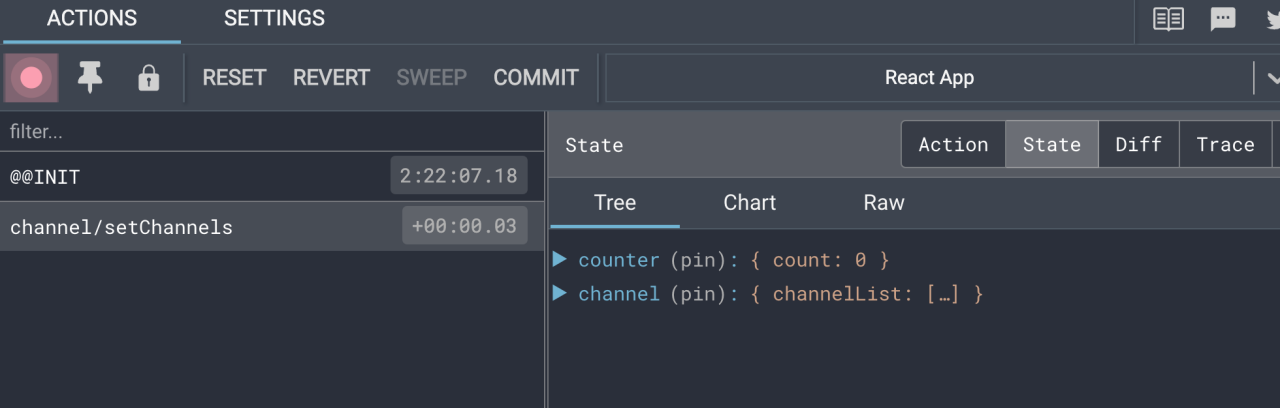 ACTIONS SETTINGS
RESET REVERT SWEEP COMMIT React App
filter...
@@INIT 2:22:07.18
channel/setChannels +00:00.03
State Action State Diff Trace
Tree Chart Raw
counter (pin): { count: 0 }
channel (pin): { channelList: […] }